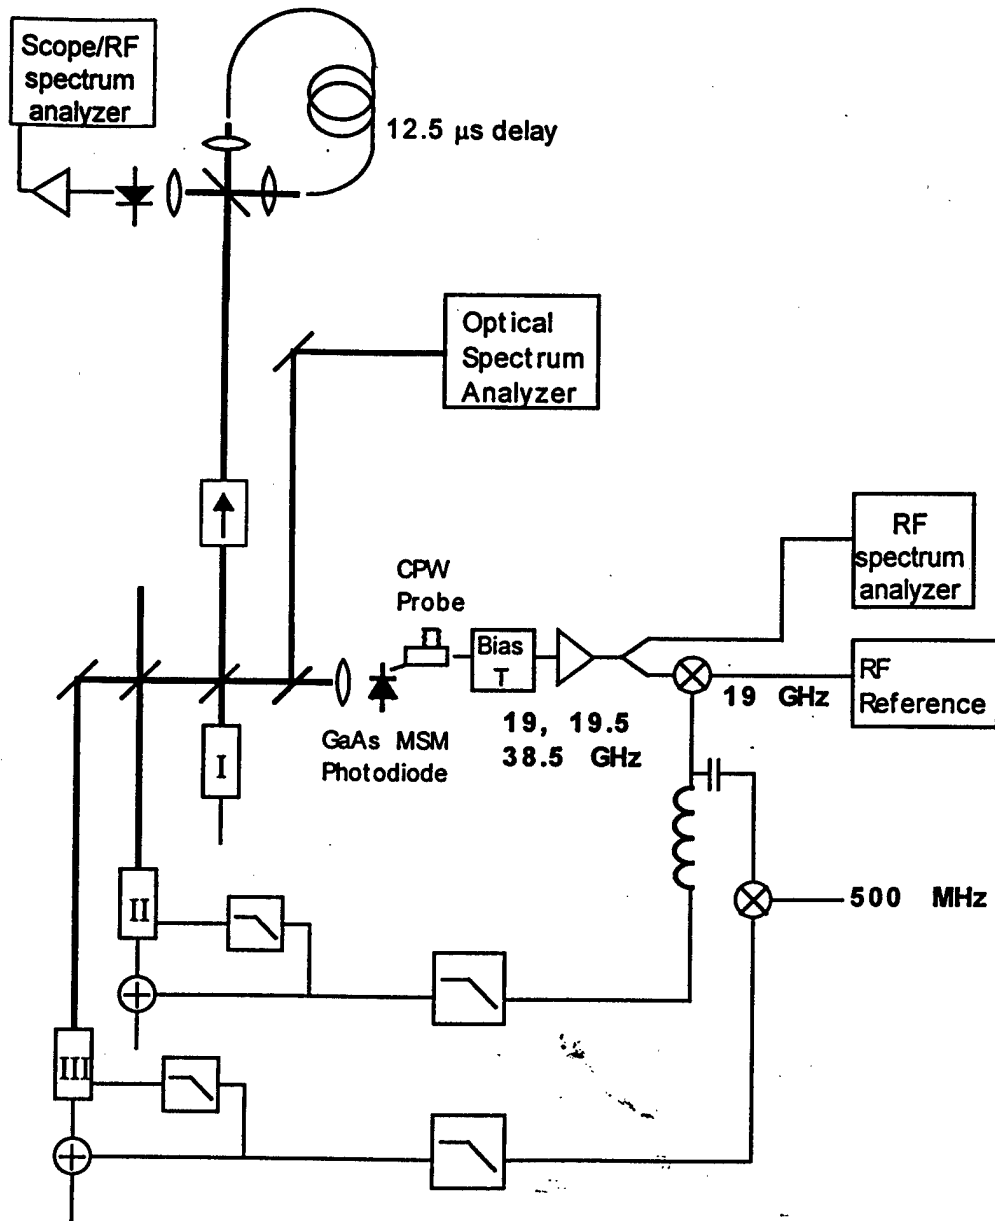 Scope/RF
spectrum
analyzer
12.5 μs delay
Optical
Spectrum
Analyzer
RF
spectrum
analyzer
CPW
Probe
Bias
T
RF
Reference
19 GHz
GaAs MSM
Photodiode
19, 19.5
38.5 GHz
I
II
500 MHz
III